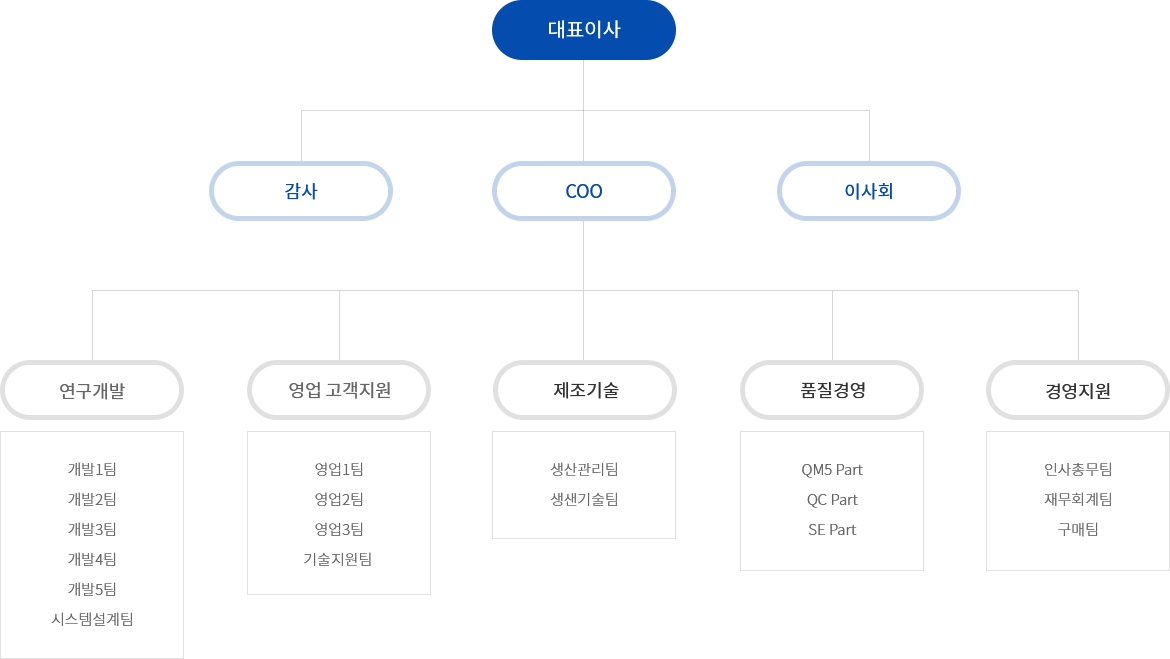 대표이사
감사
COO
이사회
연구개발
개발1팀
개발2팀
개발3팀
개발4팀
개발5팀
시스템설계팀
영업 고객지원
영업1팀
영업2팀
영업3팀
기술지원팀
제조기술
생산관리팀
생샌기술팀
품질경영
QM5 Part
QC Part
SE Part
경영지원
인사총무팀
재무회계팀
구매팀